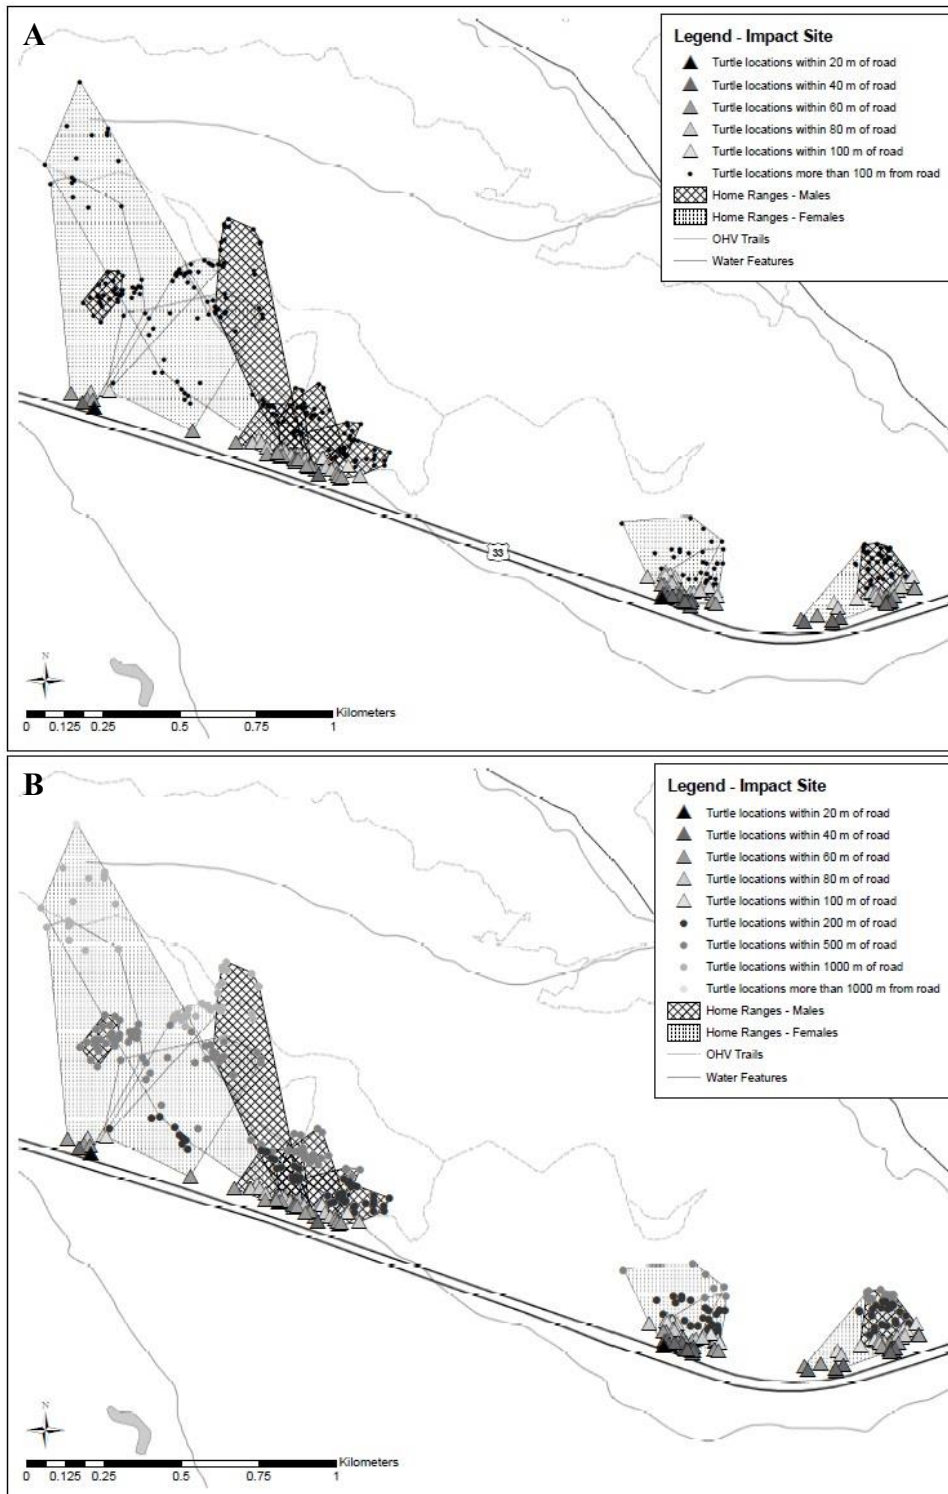 A
Legend - Impact Site
Turtle locations within 20 m of road
Turtle locations within 40 m of road
Turtle locations within 60 m of road
Turtle locations within 80 m of road
Turtle locations within 100 m of road
Turtle locations more than 100 m from road
Home Ranges - Males
Home Ranges - Females
OHV Trails
Water Features
33
N
Kilometers
0 0.125 0.25 0.5 0.75 1
B
Legend - Impact Site
Turtle locations within 20 m of road
Turtle locations within 40 m of road
Turtle locations within 60 m of road
Turtle locations within 80 m of road
Turtle locations within 100 m of road
Turtle locations within 200 m of road
Turtle locations within 500 m of road
Turtle locations within 1000 m of road
Turtle locations more than 1000 m from road
Home Ranges - Males
Home Ranges - Females
OHV Trails
Water Features
N
Kilometers
0 0.125 0.25 0.5 0.75 1